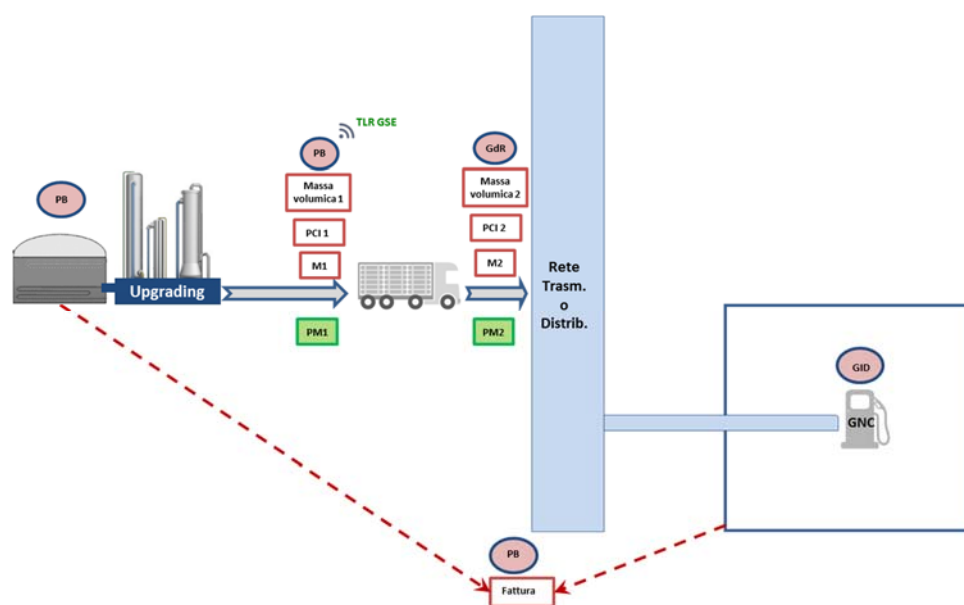 TLR GSE
PB
GdR
Massa
volumica 1
Massa
volumica 2
PB
PCI 1
PCI 2
M1
M2
Upgrading
Rete
Trasm.
o
Distrib.
PM1
PM2
GID
GNC
PB
Fattura